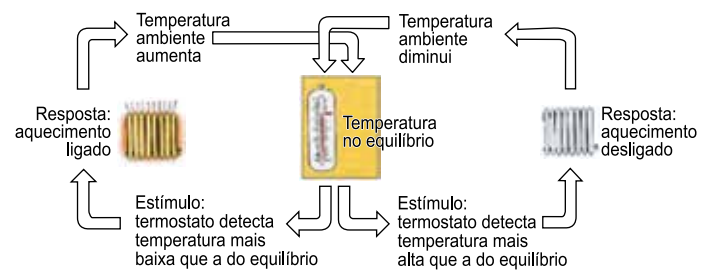 Temperatura
ambiente
aumenta
Temperatura
ambiente
diminui
Resposta:
aquecimento
ligado
Temperatura
no equilíbrio
Resposta:
aquecimento
desligado
Estímulo:
termostato detecta
temperatura mais
baixa que a do equilíbrio
Estímulo:
termostato detecta
temperatura mais
alta que a do equilíbrio